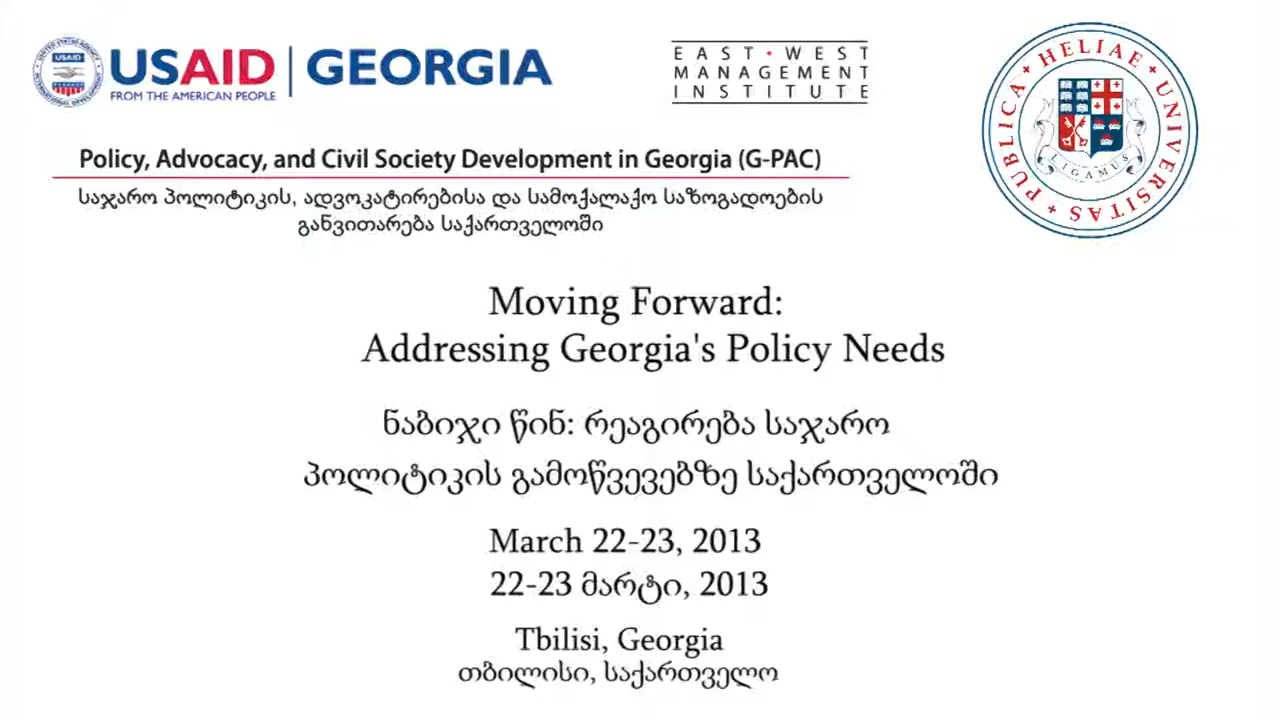 USAID | GEORGIA
FROM THE AMERICAN PEOPLE
EAST·WEST
MANAGEMENT
INSTITUTE
PUBLICA HELIAE UNIVERSITAS
LIGAMUS
Policy, Advocacy, and Civil Society Development in Georgia (G-PAC)
საჯარო პოლიტიკის, ადვოკატირებისა და სამოქალაქო საზოგადოების
განვითარება საქართველოში
Moving Forward:
Addressing Georgia's Policy Needs
ნაბიჯი წინ: რეაგირება საჯარო
პოლიტიკის გამოწვევებზე საქართველოში
March 22-23, 2013
22-23 მარტი, 2013
Tbilisi, Georgia
თბილისი, საქართველო